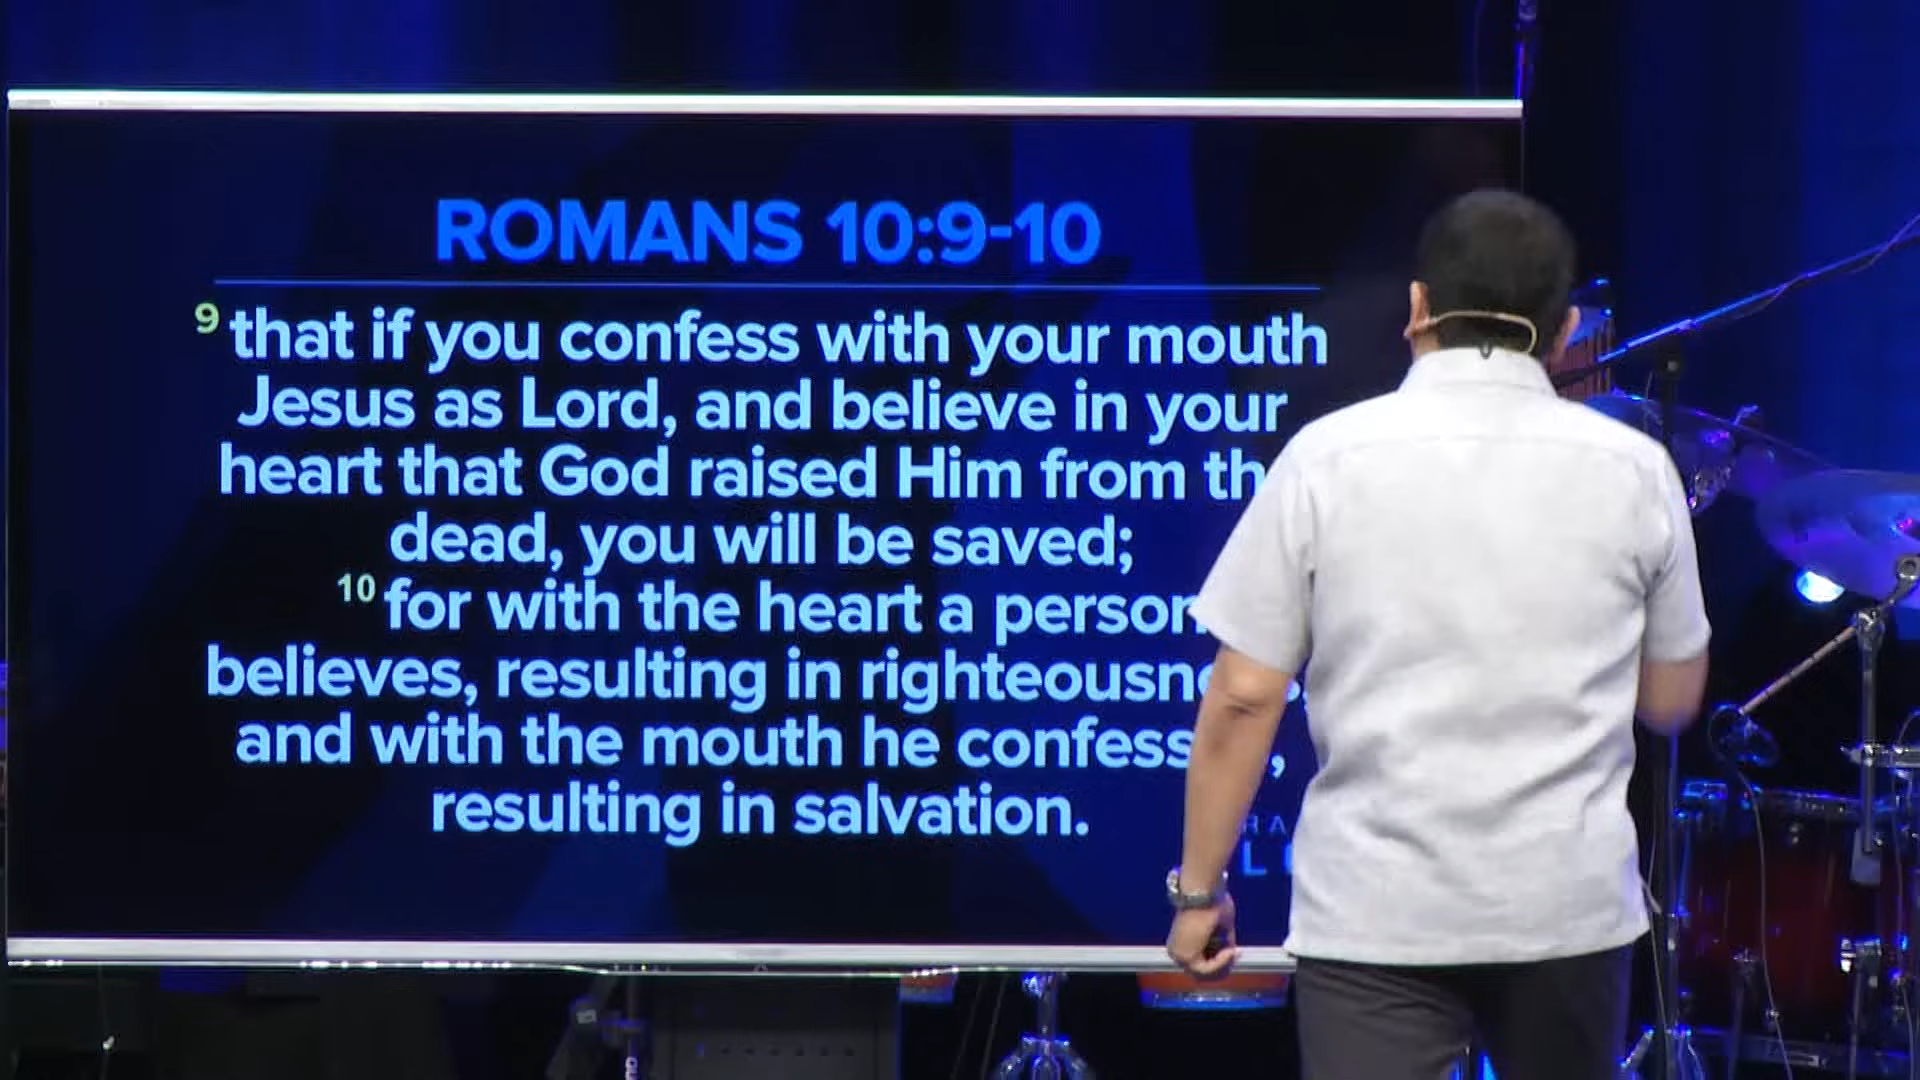 ROMANS 10:9-10
9 that if you confess with your mouth
Jesus as Lord, and believe in your
heart that God raised Him from
dead, you will be saved;
10 for with the heart a person
believes, resulting in
and with the mouth he
resulting in salvation.